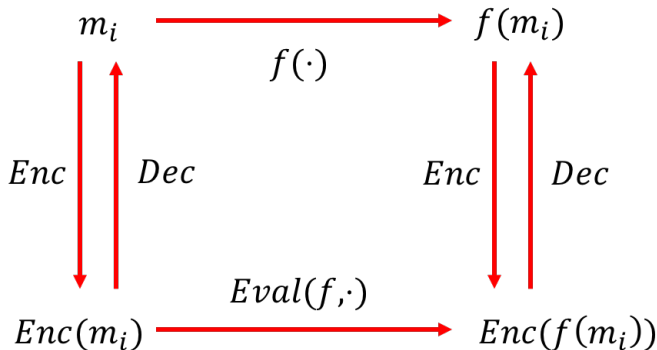 m_i f(m_i)
f(·)
Enc Dec Enc Dec
Eval(f,·)
Enc(m_i) Enc(f(m_i))